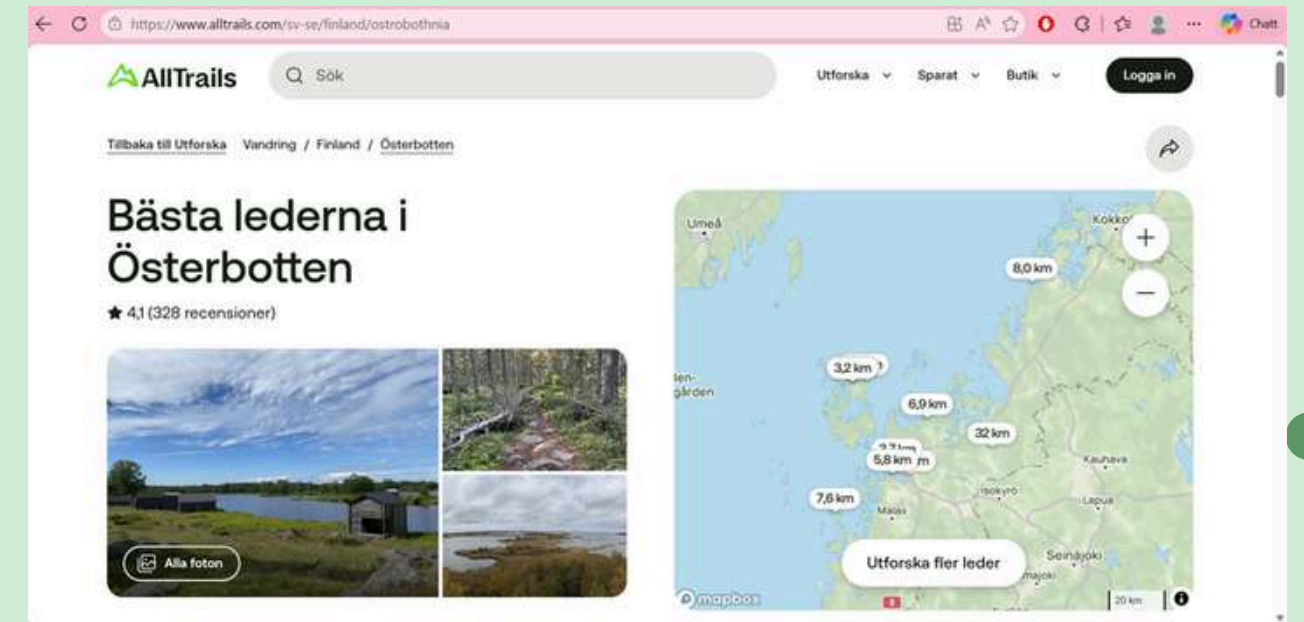 https://www.alltrails.com/sv-se/finland/ostrobothnia
Chatt
AllTrails
Sök
Utforska
Sparat
Butik
Logga in
Tillbaka till Utforska Vandring / Finland / Österbotten
Bästa lederna i
Österbotten
4,1 (328 recensioner)
Alla foton
Umeå
8,0 km
3,2 km
gården
6,9 km
32 km
5,8 km
Kauhava
7,6 km
Isokyrö
Lapua
Malax
Utforska fler leder
Seinäjoki
mapbox
8
20 km